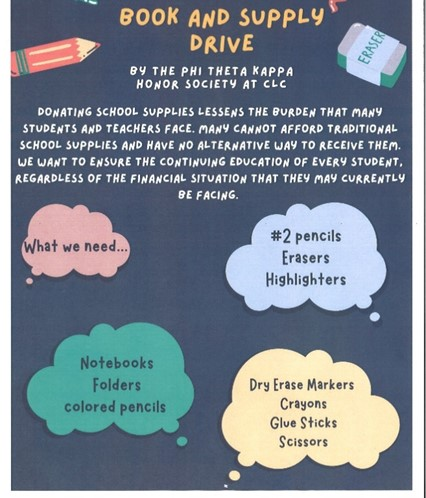 BOOK AND SUPPLY
DRIVE
BY THE PHI THETA KAPPA
HONOR SOCIETY AT CLC
ERASER
DONATING SCHOOL SUPPLIES LESSENS THE BURDEN THAT MANY
STUDENTS AND TEACHERS FACE. MANY CANNOT AFFORD TRADITIONAL
SCHOOL SUPPLIES AND HAVE NO ALTERNATIVE WAY TO RECEIVE THEM.
WE WANT TO ENSURE THE CONTINUING EDUCATION OF EVERY STUDENT,
REGARDLESS OF THE FINANCIAL SITUATION THAT THEY MAY CURRENTLY
BE FACING.
What we need...
#2 pencils
Erasers
Highlighters
Notebooks
Folders
colored pencils
Dry Erase Markers
Crayons
Glue Sticks
Scissors